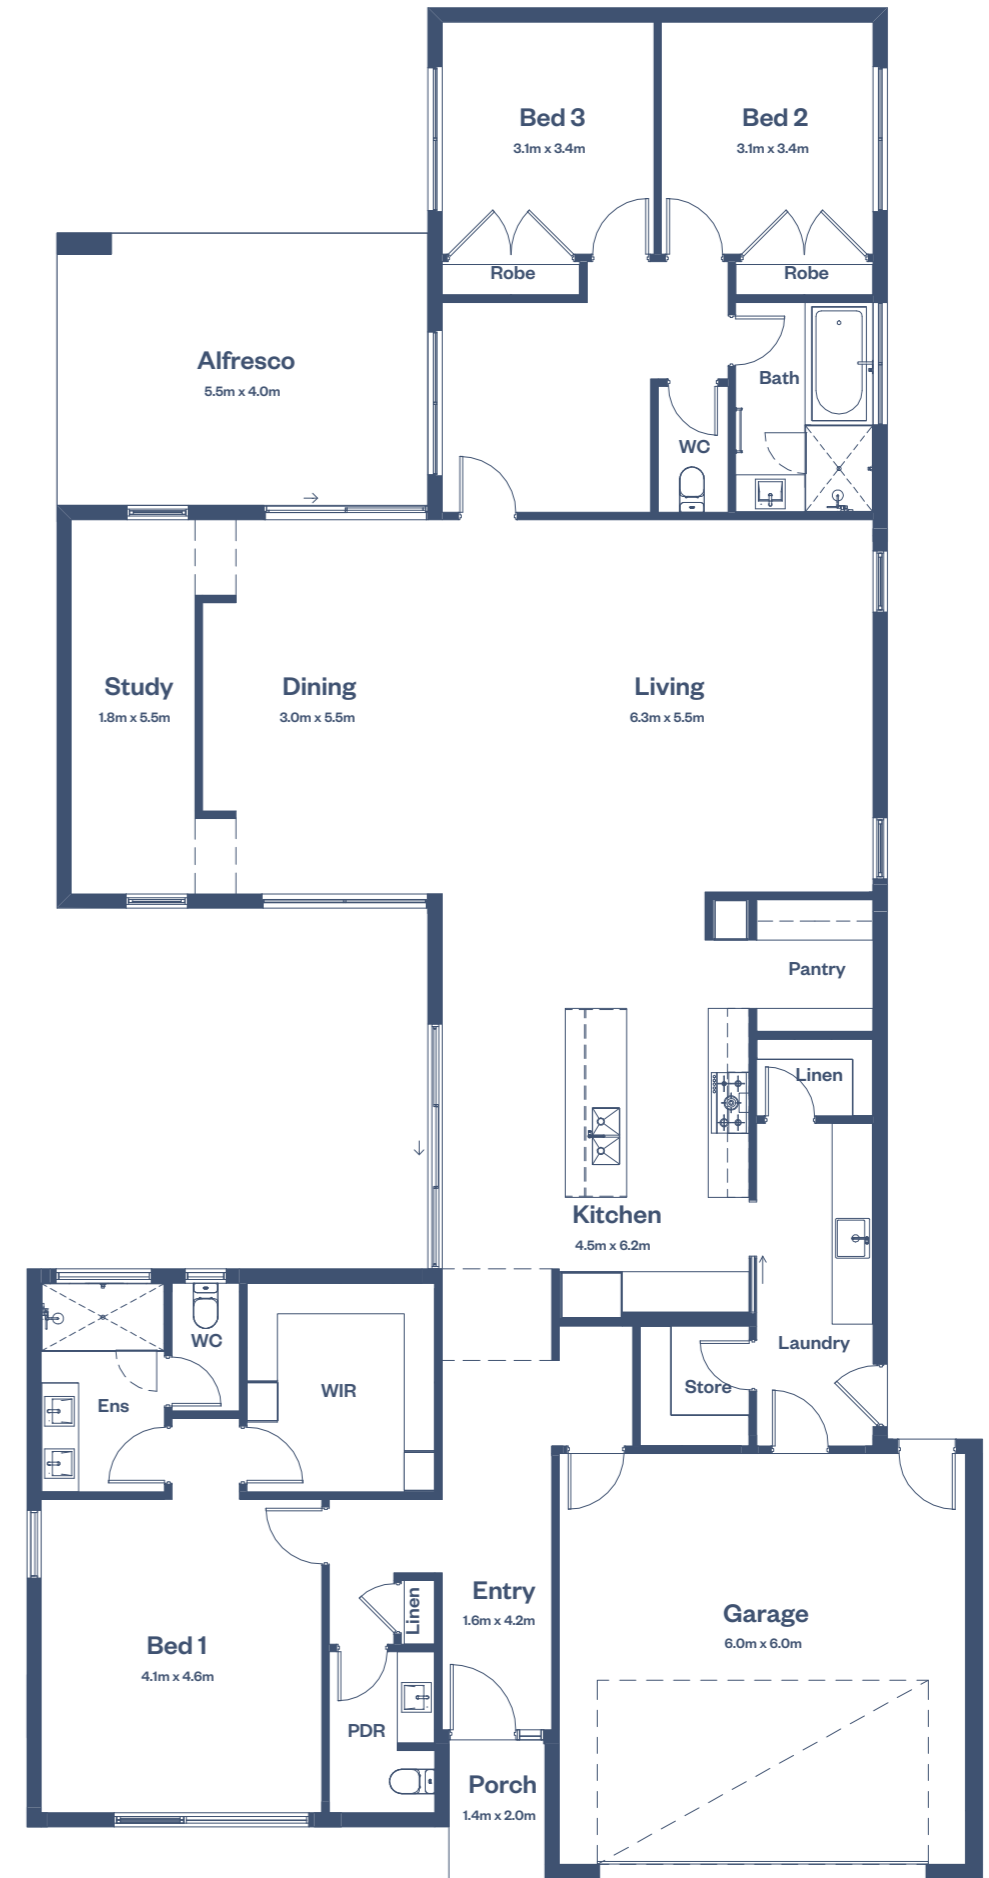 Bed 3
3.1m x 3.4m
Bed 2
3.1m x 3.4m
Robe
Robe
Alfresco
5.5m x 4.0m
Bath
WC
Study
1.8m x 5.5m
Dining
3.0m x 5.5m
Living
6.3m x 5.5m
Pantry
Linen
Kitchen
4.5m x 6.2m
WC
Laundry
WIR
Store
Ens
Entry
1.6m x 4.2m
Linen
Garage
6.0m x 6.0m
Bed 1
4.1m x 4.6m
PDR
Porch
1.4m x 2.0m